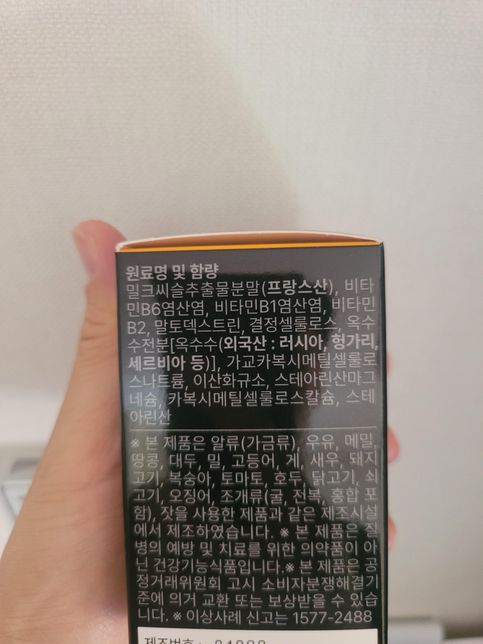 원료명 및 함량
밀크씨슬추출물분말(프랑스산), 비타
민B6염산염, 비타민B1염산염, 비타민
B2, 말토덱스트린, 결정셀룰로스, 옥수
수전분[옥수수(외국산 : 러시아, 헝가리,
세르비아 등)], 가교카복시메틸셀룰로
스나트륨, 이산화규소, 스테아린산마그
네슘, 카복시메틸셀룰로스칼슘, 스테
아린산
※ 본 제품은 알류(가금류), 우유, 메밀,
땅콩, 대두, 밀, 고등어, 게, 새우, 돼지
고기, 복숭아, 토마토, 호두, 닭고기, 쇠
고기, 오징어, 조개류(굴, 전복, 홍합 포
함), 잣을 사용한 제품과 같은 제조시설
에서 제조하였습니다. ※ 본 제품은 질
병의 예방 및 치료를 위한 의약품이 아
닌 건강기능식품입니다.※ 본 제품은 공
정거래위원회 고시 소비자분쟁해결기
준에 의거 교환 또는 보상받을 수 있습
니다. ※ 이상사례 신고는 1577-2488
제조번호 :